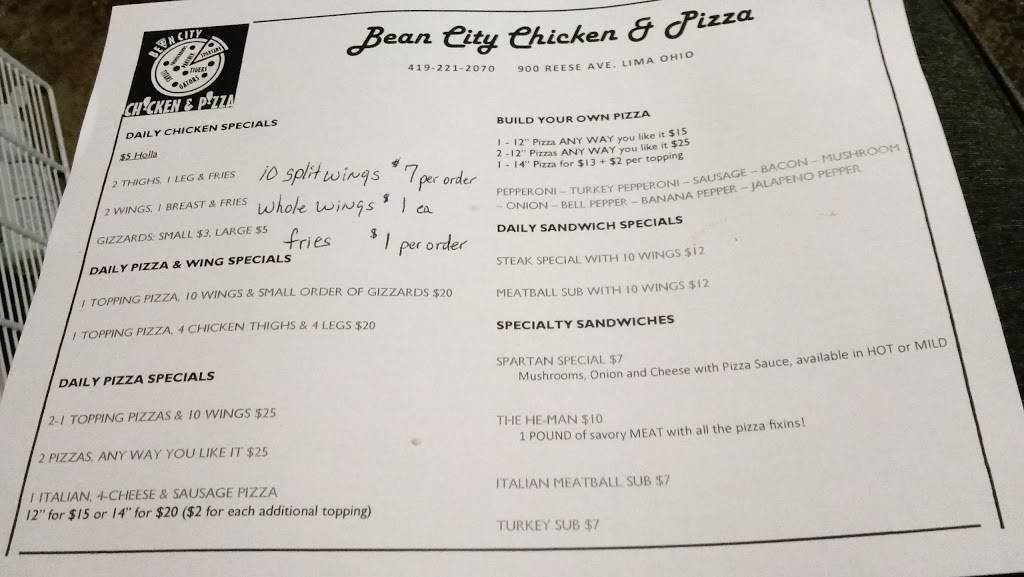 BEAN CITY
SPARTANS
TIGERS
GATORS
CHICKEN & PIZZA
Bean City Chicken & Pizza
419-221-2070 900 REESE AVE. LIMA OHIO
DAILY CHICKEN SPECIALS
$5 Holla
2 THIGHS, 1 LEG & FRIES
10 split wings $7 per order
2 WINGS, 1 BREAST & FRIES
whole wings $1 ea
GIZZARDS: SMALL $3, LARGE $5
fries $1 per order
DAILY PIZZA & WING SPECIALS
1 TOPPING PIZZA, 10 WINGS & SMALL ORDER OF GIZZARDS $20
1 TOPPING PIZZA, 4 CHICKEN THIGHS & 4 LEGS $20
DAILY PIZZA SPECIALS
2-1 TOPPING PIZZAS & 10 WINGS $25
2 PIZZAS, ANY WAY YOU LIKE IT $25
1 ITALIAN, 4-CHEESE & SAUSAGE PIZZA
12" for $15 or 14" for $20 ($2 for each additional topping)
BUILD YOUR OWN PIZZA
1 - 12" Pizza ANY WAY you like it $15
2 -12" Pizzas ANY WAY you like it $25
1 - 14" Pizza for $13 + $2 per topping
PEPPERONI – TURKEY PEPPERONI – SAUSAGE – BACON – MUSHROOM
– ONION – BELL PEPPER – BANANA PEPPER – JALAPENO PEPPER
DAILY SANDWICH SPECIALS
STEAK SPECIAL WITH 10 WINGS $12
MEATBALL SUB WITH 10 WINGS $12
SPECIALTY SANDWICHES
SPARTAN SPECIAL $7
Mushrooms, Onion and Cheese with Pizza Sauce, available in HOT or MILD
THE HE-MAN $10
1 POUND of savory MEAT with all the pizza fixins!
ITALIAN MEATBALL SUB $7
TURKEY SUB $7